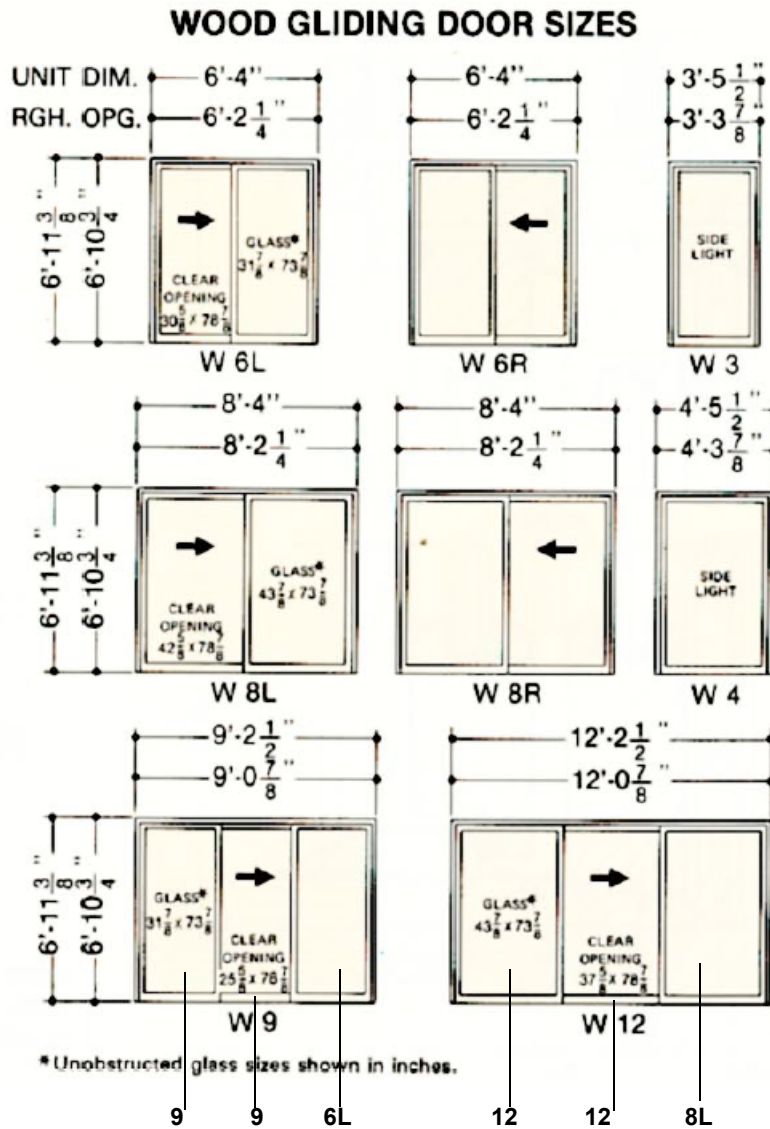 WOOD GLIDING DOOR SIZES
UNIT DIM. 6'-4" 6'-4" 3'-5 1/2"
RGH. OPG. 6'-2 1/4" 6'-2 1/4" 3'-3 7/8"
6'-11 3/8" 6'-10 3/4"
GLASS*
31 7/8 x 73 7/8
CLEAR
OPENING
30 5/8 x 78 7/8
SIDE
LIGHT
W 6L W 6R W 3
8'-4" 8'-4" 4'-5 1/2"
8'-2 1/4" 8'-2 1/4" 4'-3 7/8"
6'-11 3/8" 6'-10 3/4"
GLASS*
43 7/8 x 73 7/8
CLEAR
OPENING
42 5/8 x 78 7/8
SIDE
LIGHT
W 8L W 8R W 4
9'-2 1/2" 12'-2 1/2"
9'-0 7/8" 12'-0 7/8"
6'-11 3/8" 6'-10 3/4"
GLASS*
31 7/8 x 73 7/8
CLEAR
OPENING
25 5/8 x 78 7/8
GLASS*
43 7/8 x 73 7/8
CLEAR
OPENING
37 5/8 x 78 7/8
W 9 W 12
*Unobstructed glass sizes shown in inches.
9 9 6L 12 12 8L